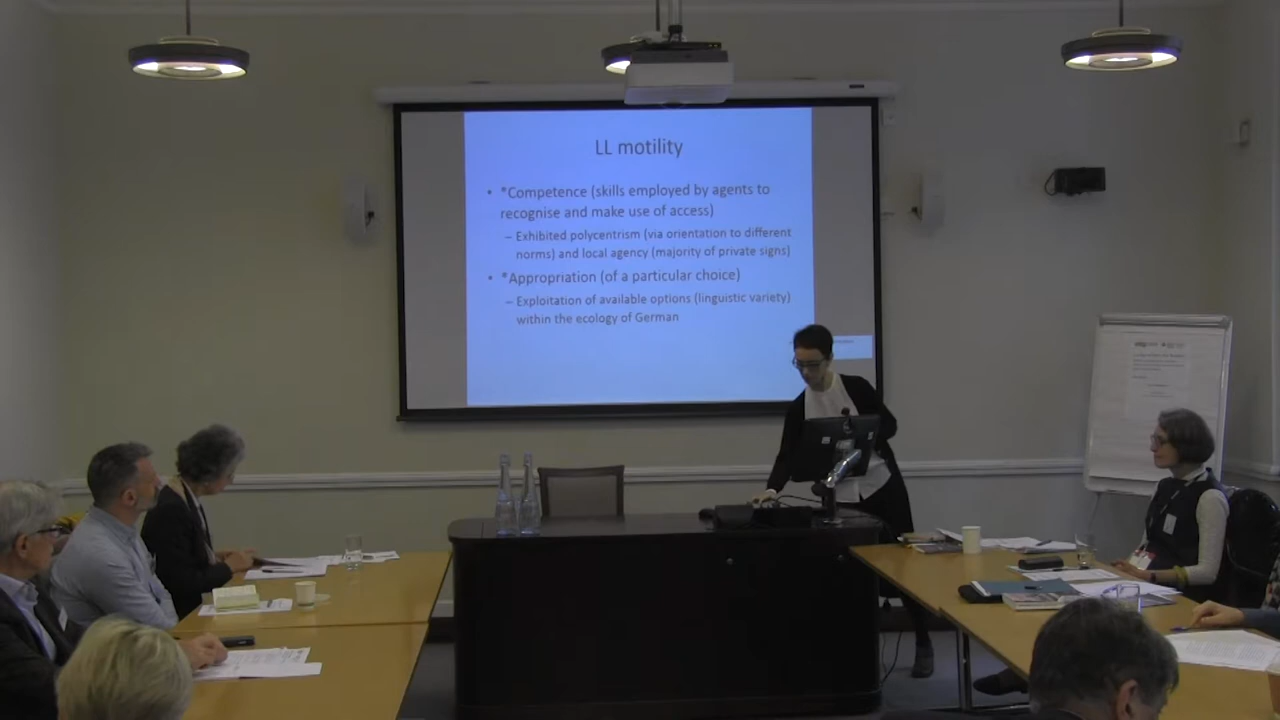 LL motility
• *Competence (skills employed by agents to
recognise and make use of access)
– Exhibited polycentrism (via orientation to different
norms) and local agency (majority of private signs)
• *Appropriation (of a particular choice)
– Exploitation of available options (linguistic variety)
within the ecology of German